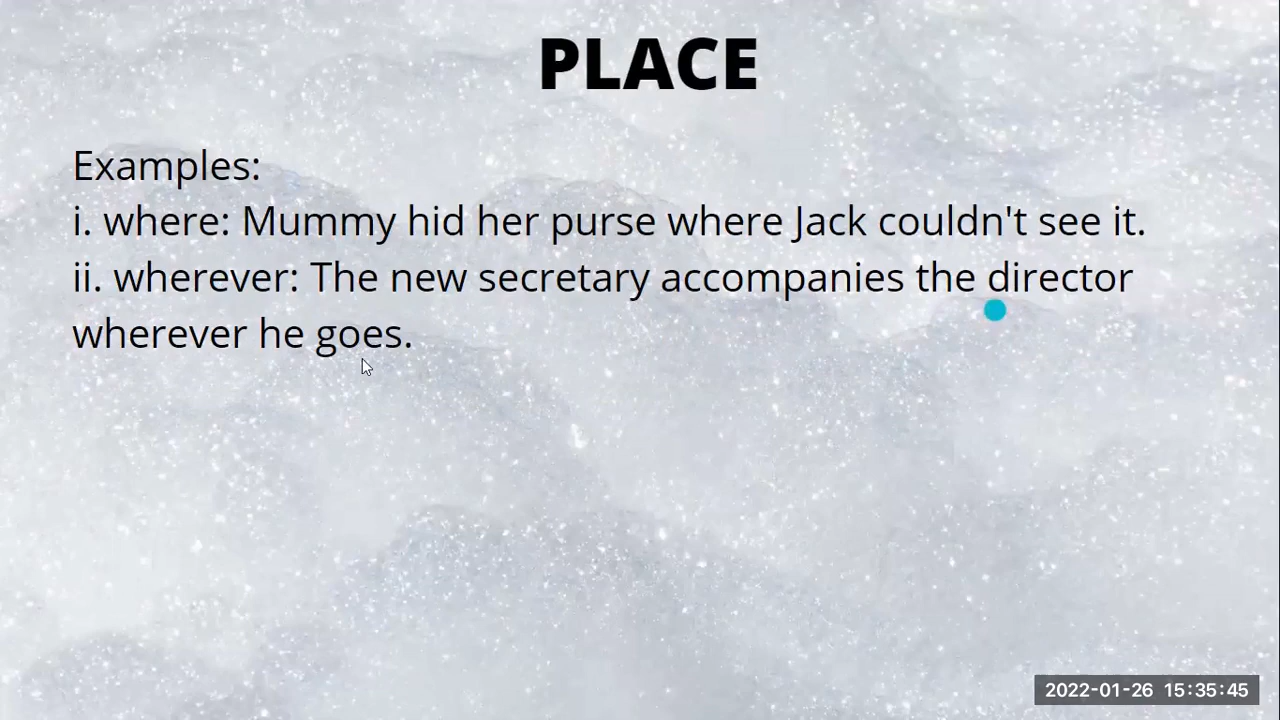 PLACE
Examples:
i. where: Mummy hid her purse where Jack couldn't see it.
ii. wherever: The new secretary accompanies the director
wherever he goes.
2022-01-26 15:35:45